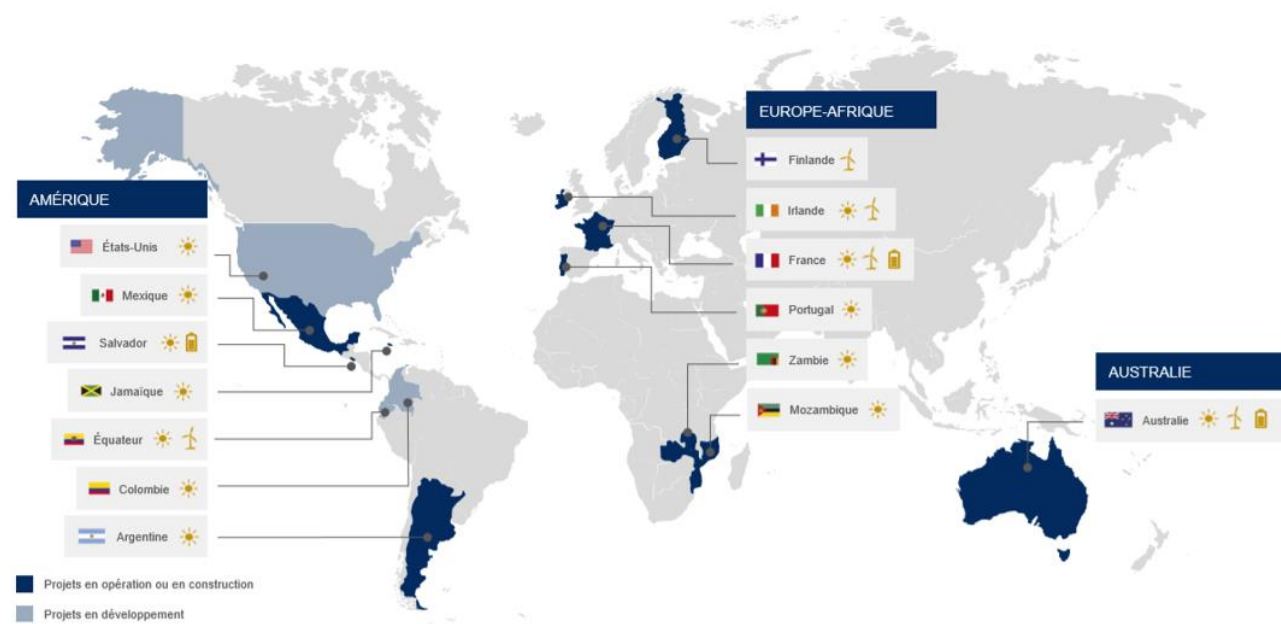 AMÉRIQUE
États-Unis
Mexique
Salvador
Jamaïque
Équateur
Colombie
Argentine
Projets en opération ou en construction
Projets en développement
EUROPE-AFRIQUE
Finlande
Irlande
France
Portugal
Zambie
Mozambique
AUSTRALIE
Australie